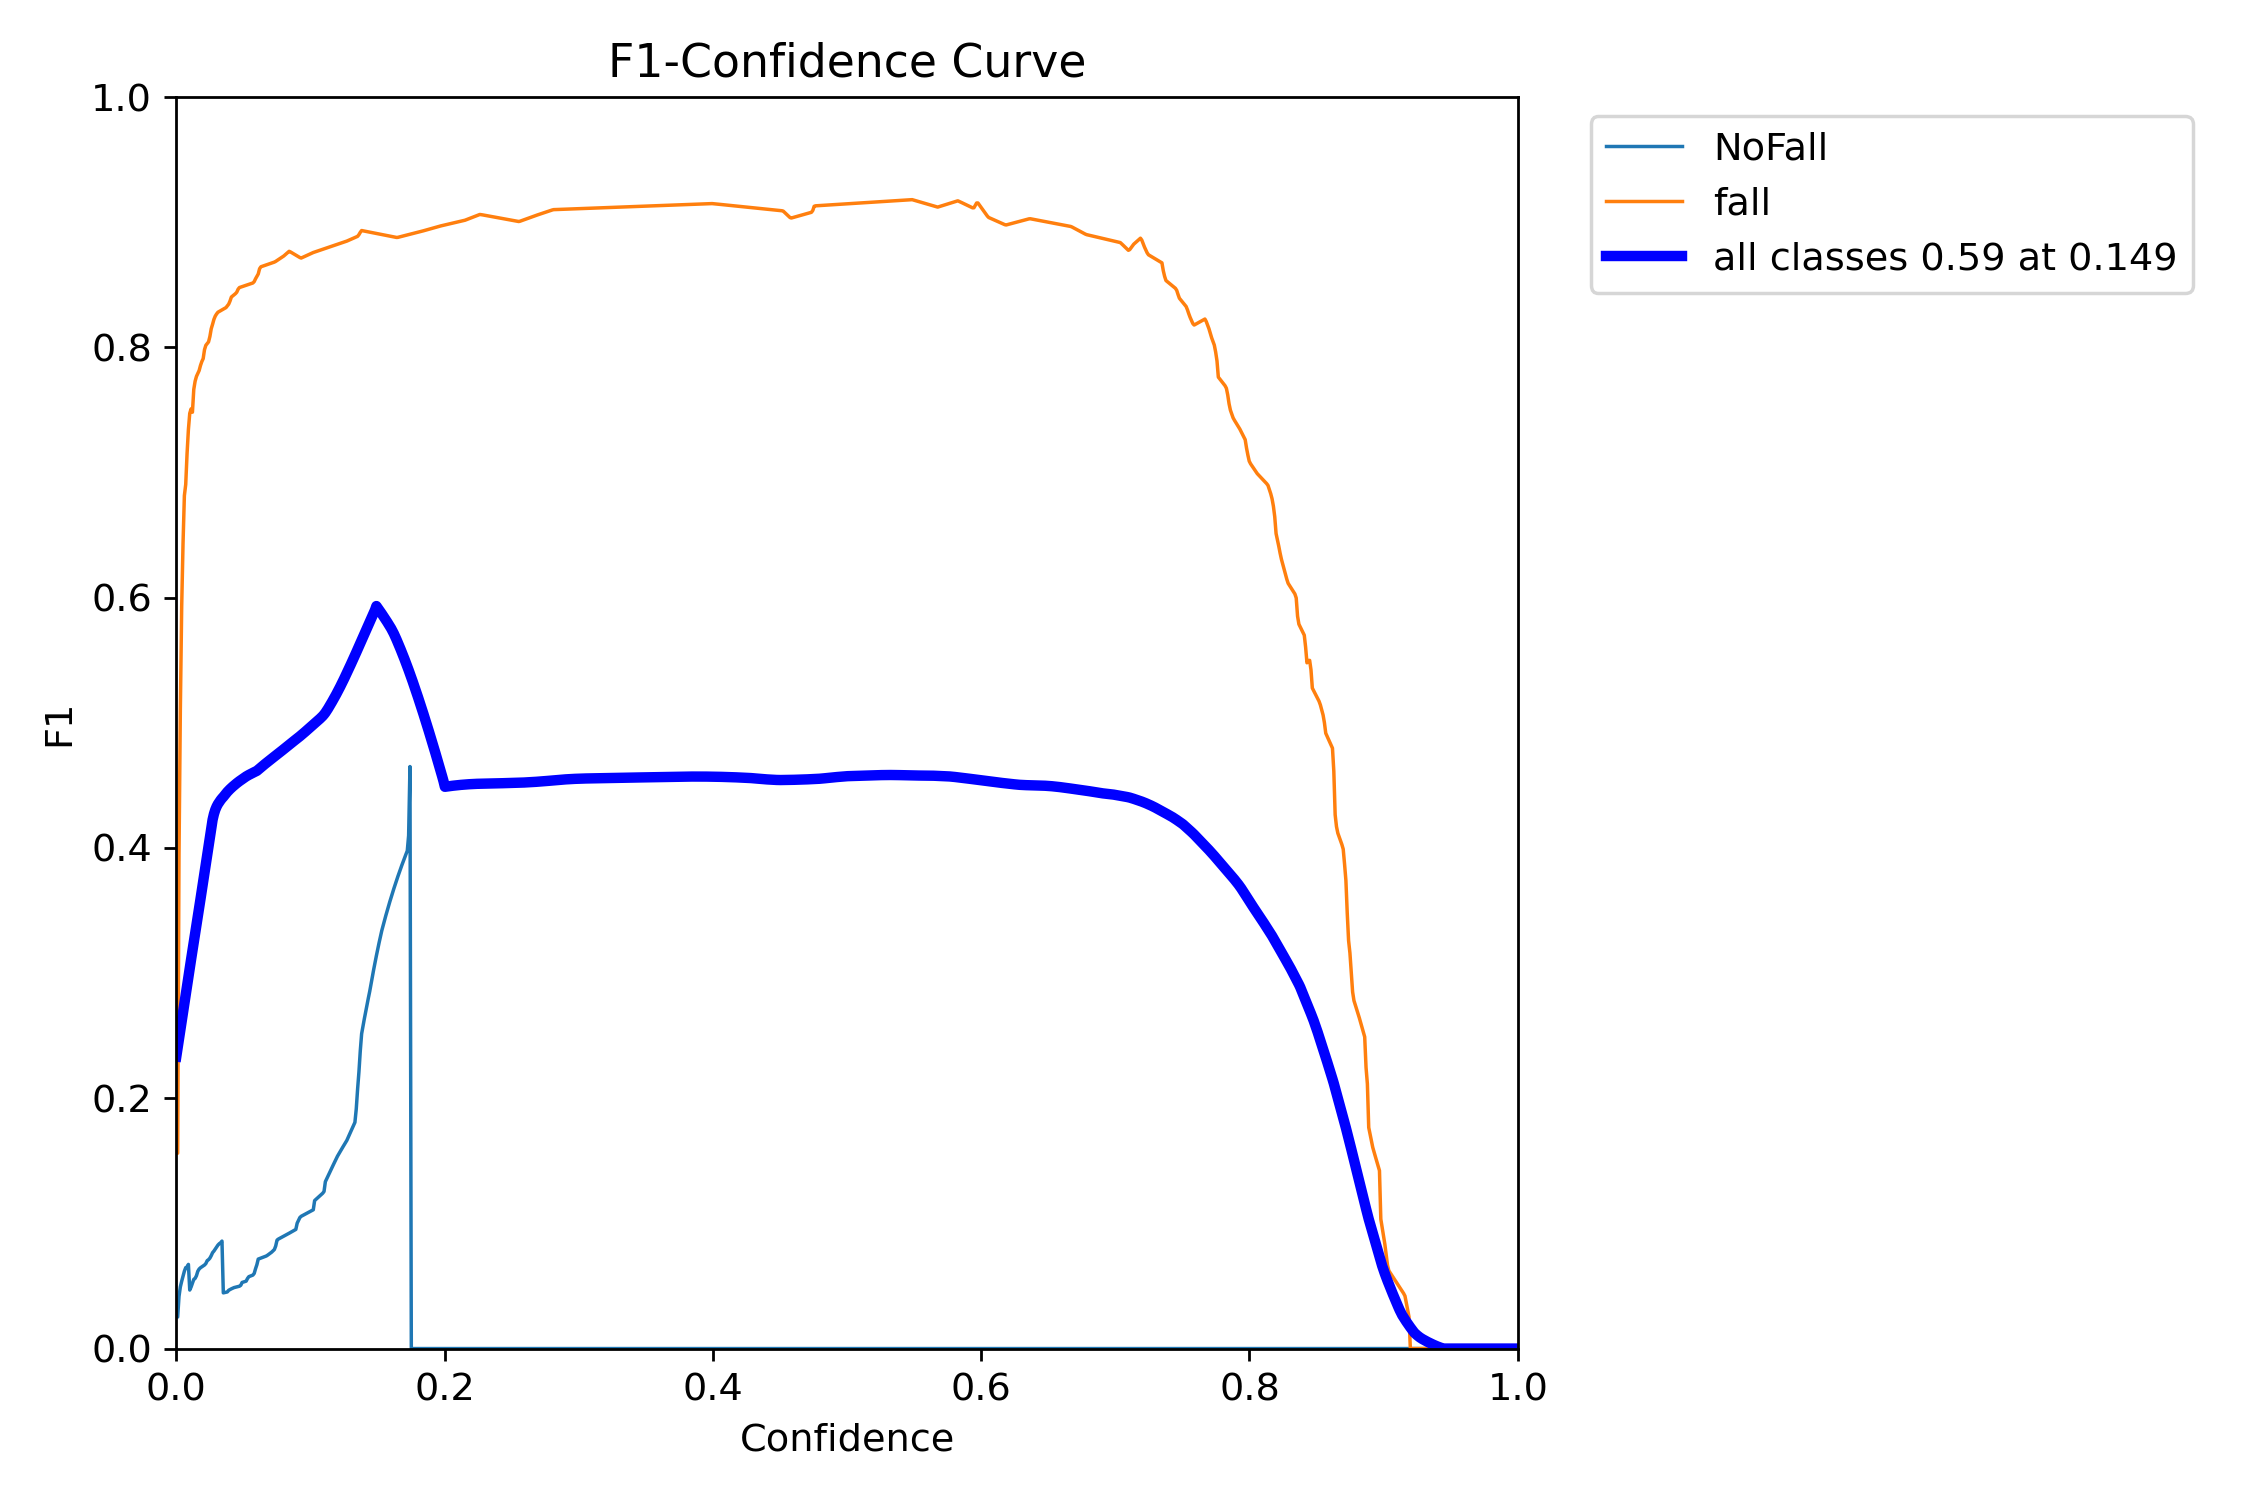 F1-Confidence Curve
1.0
0.8
0.6
0.4
0.2
0.0
F1
0.0 0.2 0.4 0.6 0.8 1.0
Confidence
NoFall
fall
all classes 0.59 at 0.149